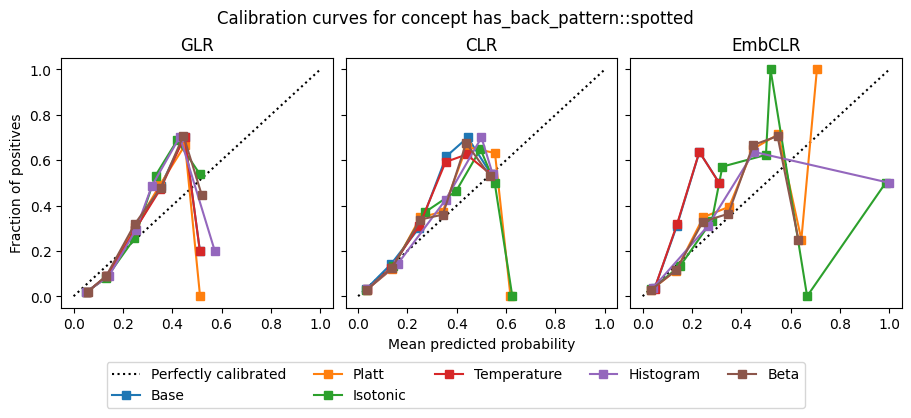 Calibration curves for concept has_back_pattern::spotted
GLR
CLR
EmbCLR
Fraction of positives
1.0
0.8
0.6
0.4
0.2
0.0
0.0 0.2 0.4 0.6 0.8 1.0
0.0 0.2 0.4 0.6 0.8 1.0
0.0 0.2 0.4 0.6 0.8 1.0
Mean predicted probability
Perfectly calibrated
Base
Platt
Isotonic
Temperature
Histogram
Beta